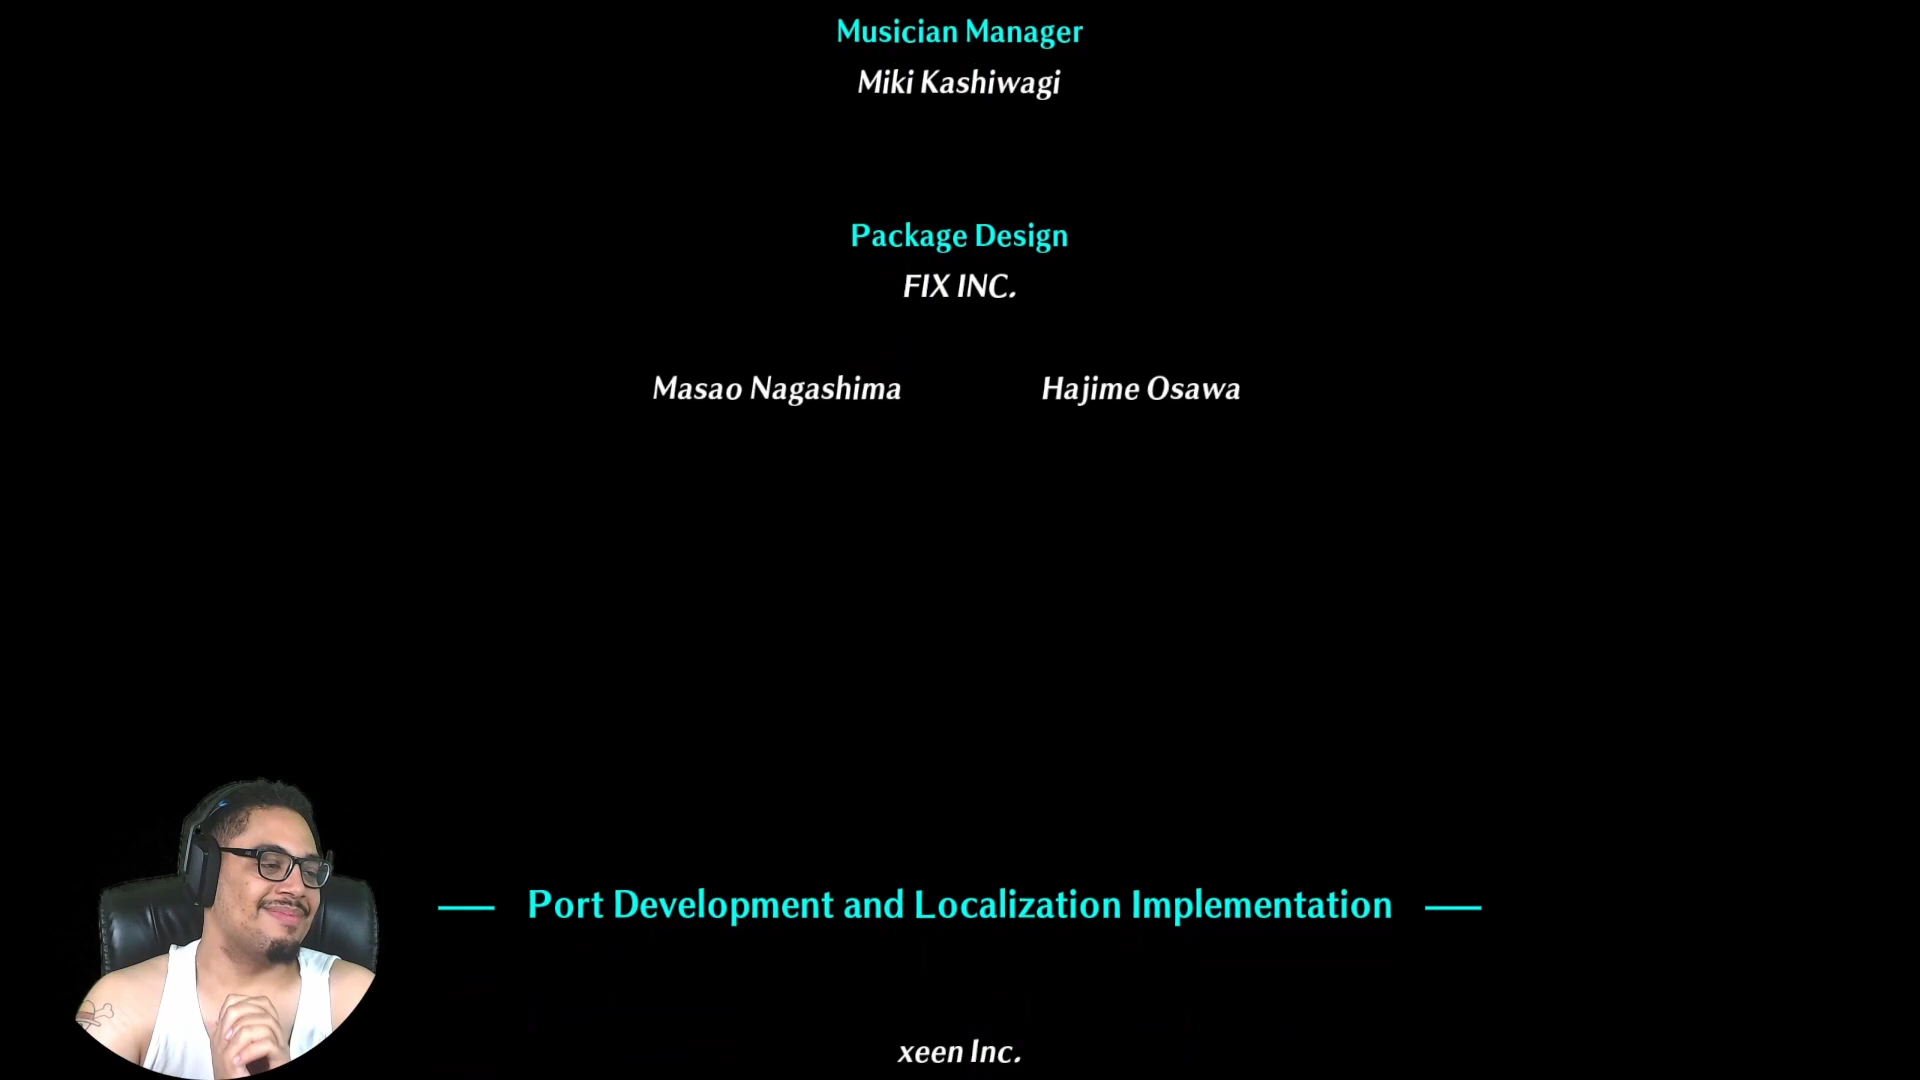 Musician Manager
Miki Kashiwagi
Package Design
FIX INC.
Masao Nagashima Hajime Osawa
Port Development and Localization Implementation
xeen Inc.